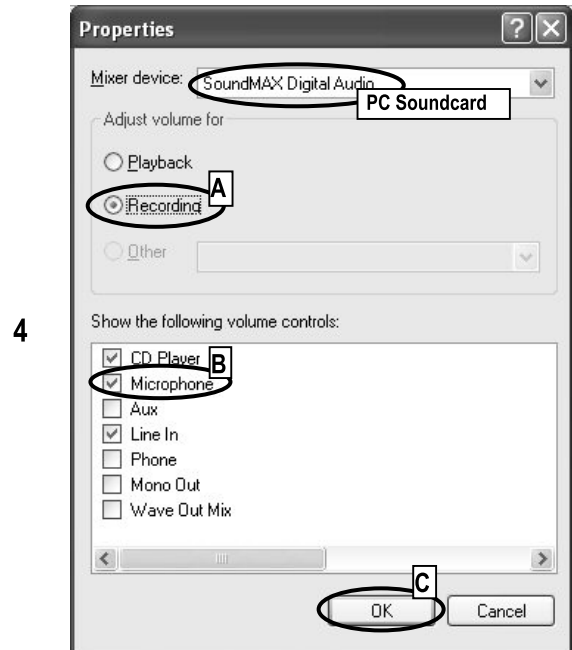 Properties
Mixer device: SoundMAX Digital Audio
PC Soundcard
Adjust volume for
Playback
A
Recording
Other
4
Show the following volume controls:
CD Player
B
Microphone
Aux
Line In
Phone
Mono Out
Wave Out Mix
C
OK Cancel